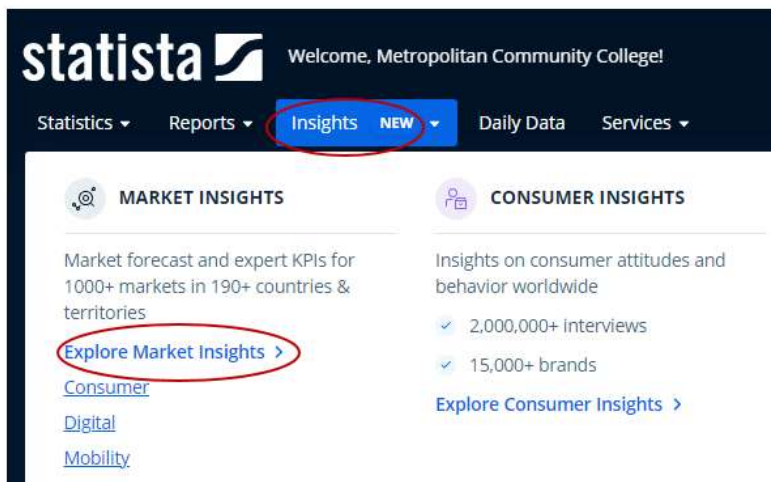 statista Welcome, Metropolitan Community College!
Statistics Reports Insights NEW Daily Data Services
MARKET INSIGHTS
Market forecast and expert KPIs for
1000+ markets in 190+ countries &
territories
Explore Market Insights >
Consumer
Digital
Mobility
CONSUMER INSIGHTS
Insights on consumer attitudes and
behavior worldwide
2,000,000+ interviews
15,000+ brands
Explore Consumer Insights >